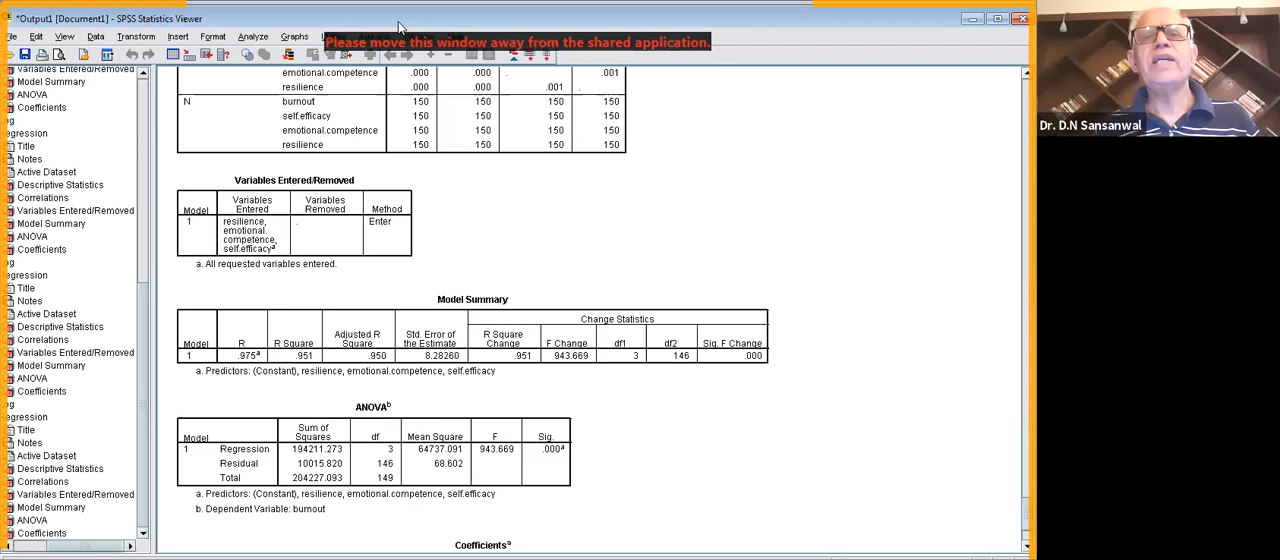 *Output1 [Document1] - SPSS Statistics Viewer
File Edit View Data Transform Insert Format Analyze Graphs
Please move this window away from the shared application.
Variables Entered/Removed
Model Summary
ANOVA
Coefficients
Title
Notes
Active Dataset
Descriptive Statistics
Correlations
Variables Entered/Removed
Model Summary
ANOVA
Coefficients
egression
Title
Notes
Active Dataset
Descriptive Statistics
Correlations
Variables Entered/Removed
Model Summary
ANOVA
Coefficients
egression
Title
Notes
Active Dataset
Descriptive Statistics
Correlations
Variables Entered/Removed
Model Summary
ANOVA
Coefficients
emotional.competence .000 .000 . .001
resilience .000 .000 .001 .
N burnout 150 150 150 150
self.efficacy 150 150 150 150
emotional.competence 150 150 150 150
resilience 150 150 150 150
Variables Entered/Removed
Model Variables Entered Variables Removed Method
1 resilience, . Enter
emotional.
competence,
self.efficacyᵃ
a. All requested variables entered.
Model Summary
Change Statistics
Model R R Square Adjusted R Square Std. Error of the Estimate R Square Change F Change df1 df2 Sig. F Change
1 .975ᵃ .951 .950 8.28260 .951 943.669 3 146 .000
a. Predictors: (Constant), resilience, emotional.competence, self.efficacy
ANOVAᵇ
Model Sum of Squares df Mean Square F Sig.
1 Regression 194211.273 3 64737.091 943.669 .000ᵃ
Residual 10015.820 146 68.602
Total 204227.093 149
a. Predictors: (Constant), resilience, emotional.competence, self.efficacy
b. Dependent Variable: burnout
Coefficientsᵃ
Dr. D.N Sansanwal